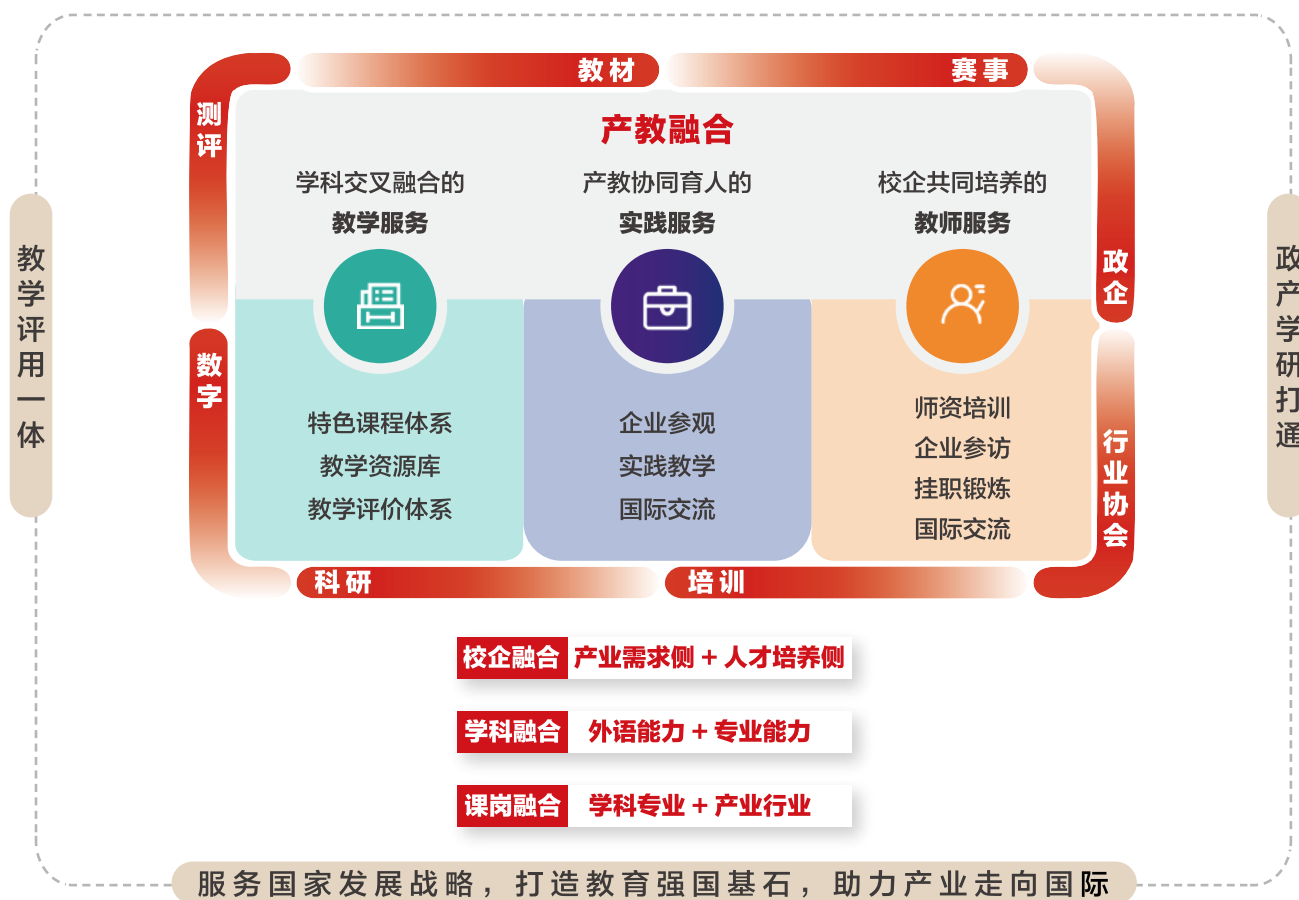 教材
赛事
测评
产教融合
学科交叉融合的
教学服务
产教协同育人的
实践服务
校企共同培养的
教师服务
政企
教学评用一体
政产学研打通
数字
特色课程体系
教学资源库
教学评价体系
企业参观
实践教学
国际交流
师资培训
企业参访
挂职锻炼
国际交流
行业协会
科研
培训
校企融合 产业需求侧 + 人才培养侧
学科融合 外语能力 + 专业能力
课岗融合 学科专业 + 产业行业
服务国家发展战略，打造教育强国基石，助力产业走向国际